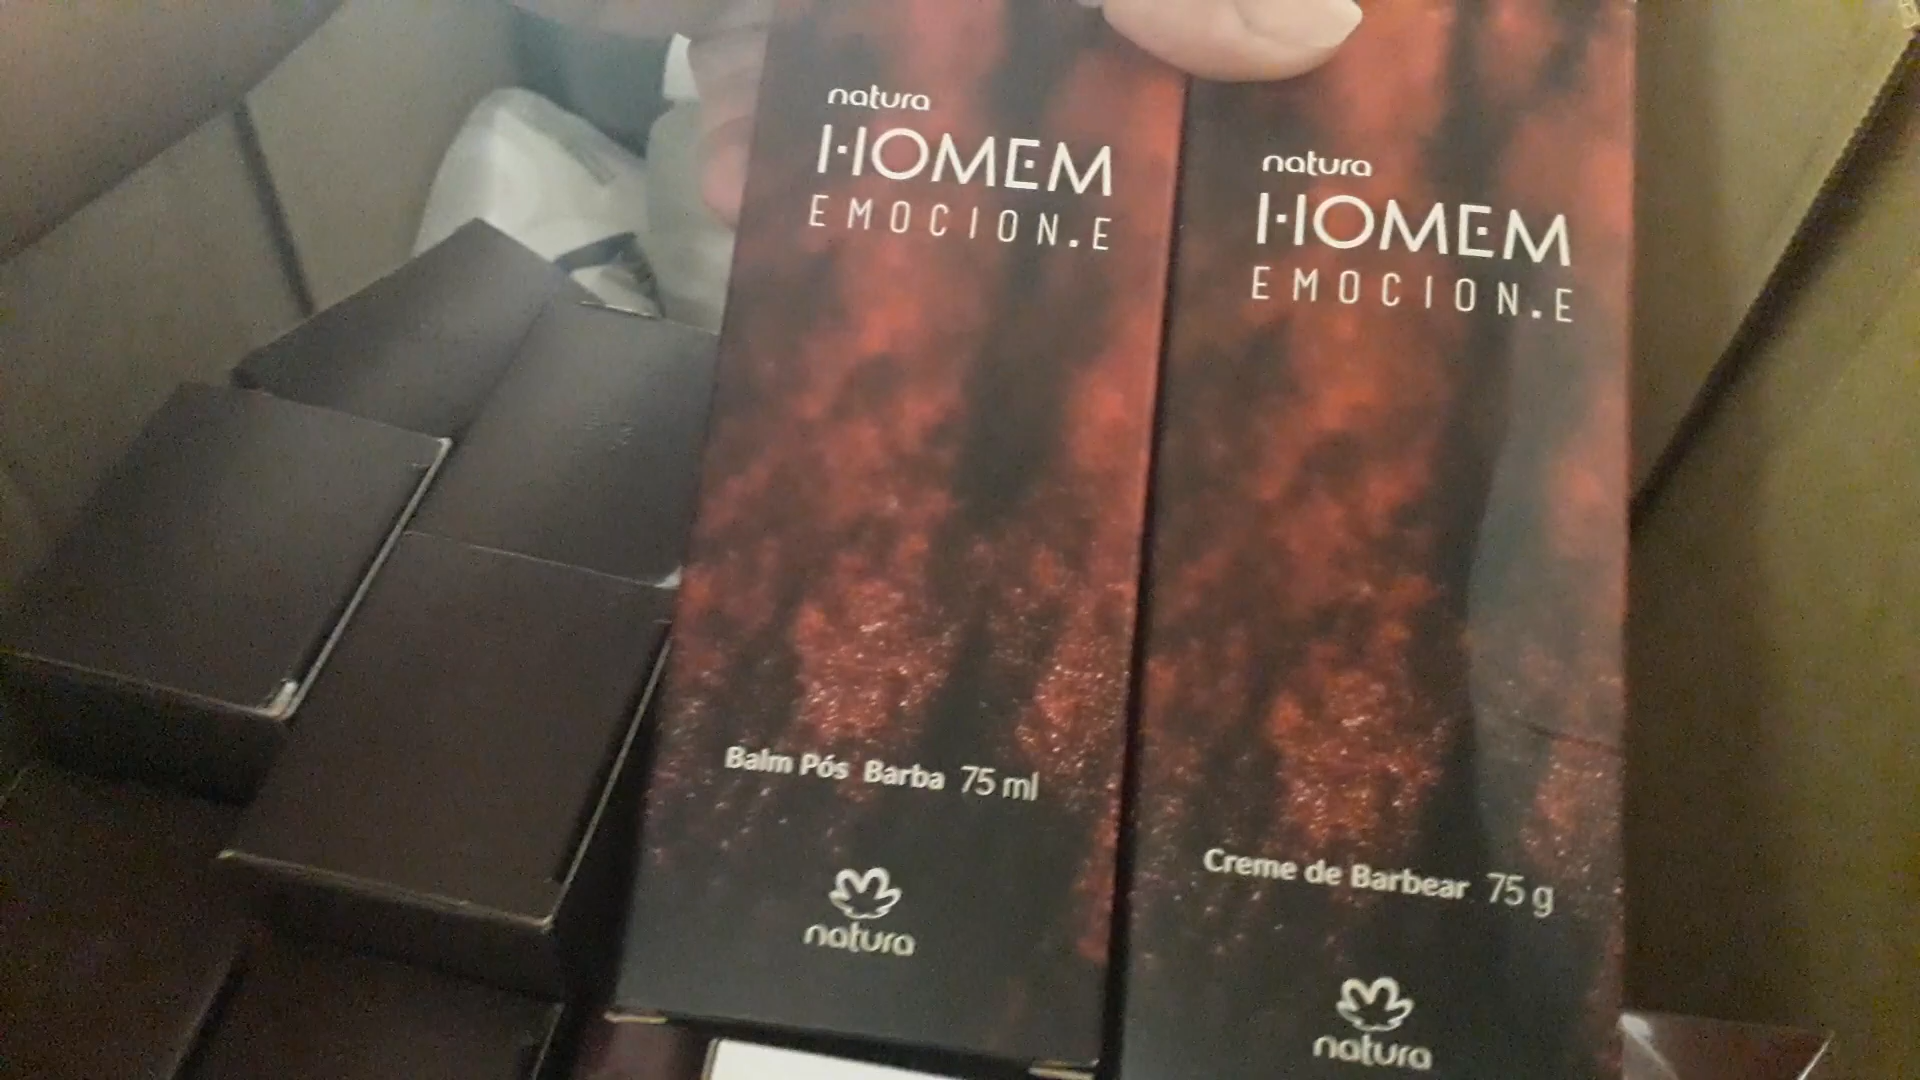 natura
HOMEM
EMOCION.E
Balm Pós Barba 75 ml
natura
natura
HOMEM
EMOCION.E
Creme de Barbear 75 g
natura